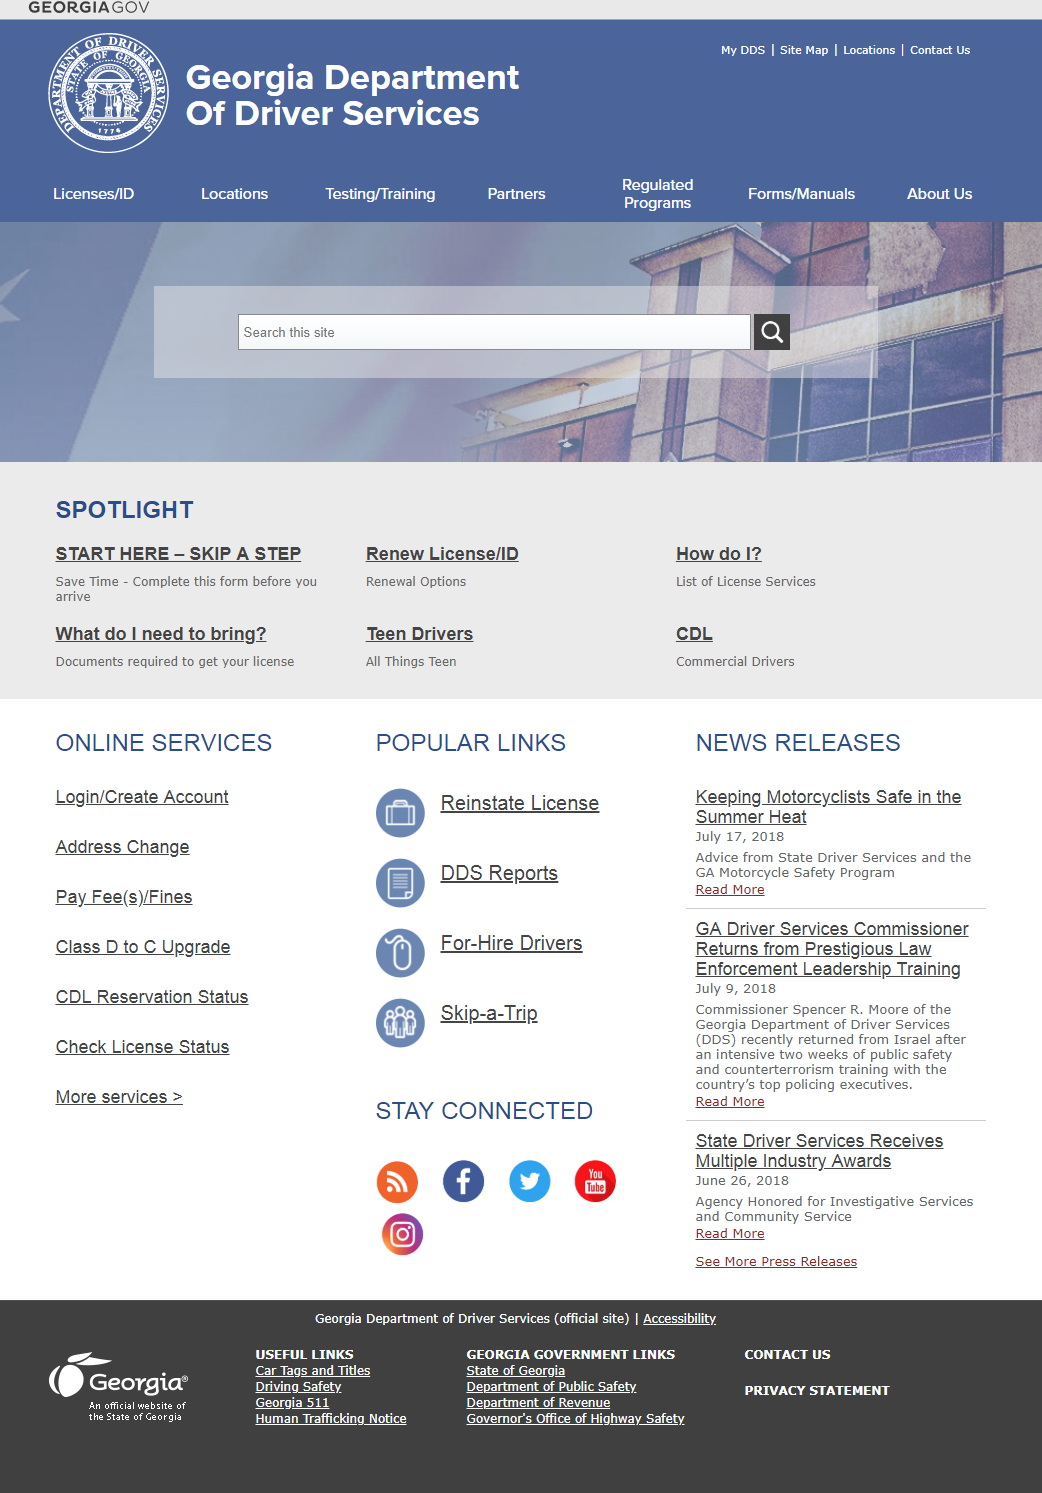 GEORGIAGOV
My DDS | Site Map | Locations | Contact Us
DEPARTMENT OF DRIVER SERVICES
STATE OF GEORGIA
1776
Georgia Department
Of Driver Services
Licenses/ID Locations Testing/Training Partners Regulated Programs Forms/Manuals About Us
Search this site
SPOTLIGHT
START HERE – SKIP A STEP
Save Time - Complete this form before you
arrive
Renew License/ID
Renewal Options
How do I?
List of License Services
What do I need to bring?
Documents required to get your license
Teen Drivers
All Things Teen
CDL
Commercial Drivers
ONLINE SERVICES
Login/Create Account
Address Change
Pay Fee(s)/Fines
Class D to C Upgrade
CDL Reservation Status
Check License Status
More services >
POPULAR LINKS
Reinstate License
DDS Reports
For-Hire Drivers
Skip-a-Trip
STAY CONNECTED
You
Tube
NEWS RELEASES
Keeping Motorcyclists Safe in the
Summer Heat
July 17, 2018
Advice from State Driver Services and the
GA Motorcycle Safety Program
Read More
GA Driver Services Commissioner
Returns from Prestigious Law
Enforcement Leadership Training
July 9, 2018
Commissioner Spencer R. Moore of the
Georgia Department of Driver Services
(DDS) recently returned from Israel after
an intensive two weeks of public safety
and counterterrorism training with the
country’s top policing executives.
Read More
State Driver Services Receives
Multiple Industry Awards
June 26, 2018
Agency Honored for Investigative Services
and Community Service
Read More
See More Press Releases
Georgia Department of Driver Services (official site) | Accessibility
Georgia®
An official website of
the State of Georgia
USEFUL LINKS
Car Tags and Titles
Driving Safety
Georgia 511
Human Trafficking Notice
GEORGIA GOVERNMENT LINKS
State of Georgia
Department of Public Safety
Department of Revenue
Governor's Office of Highway Safety
CONTACT US
PRIVACY STATEMENT